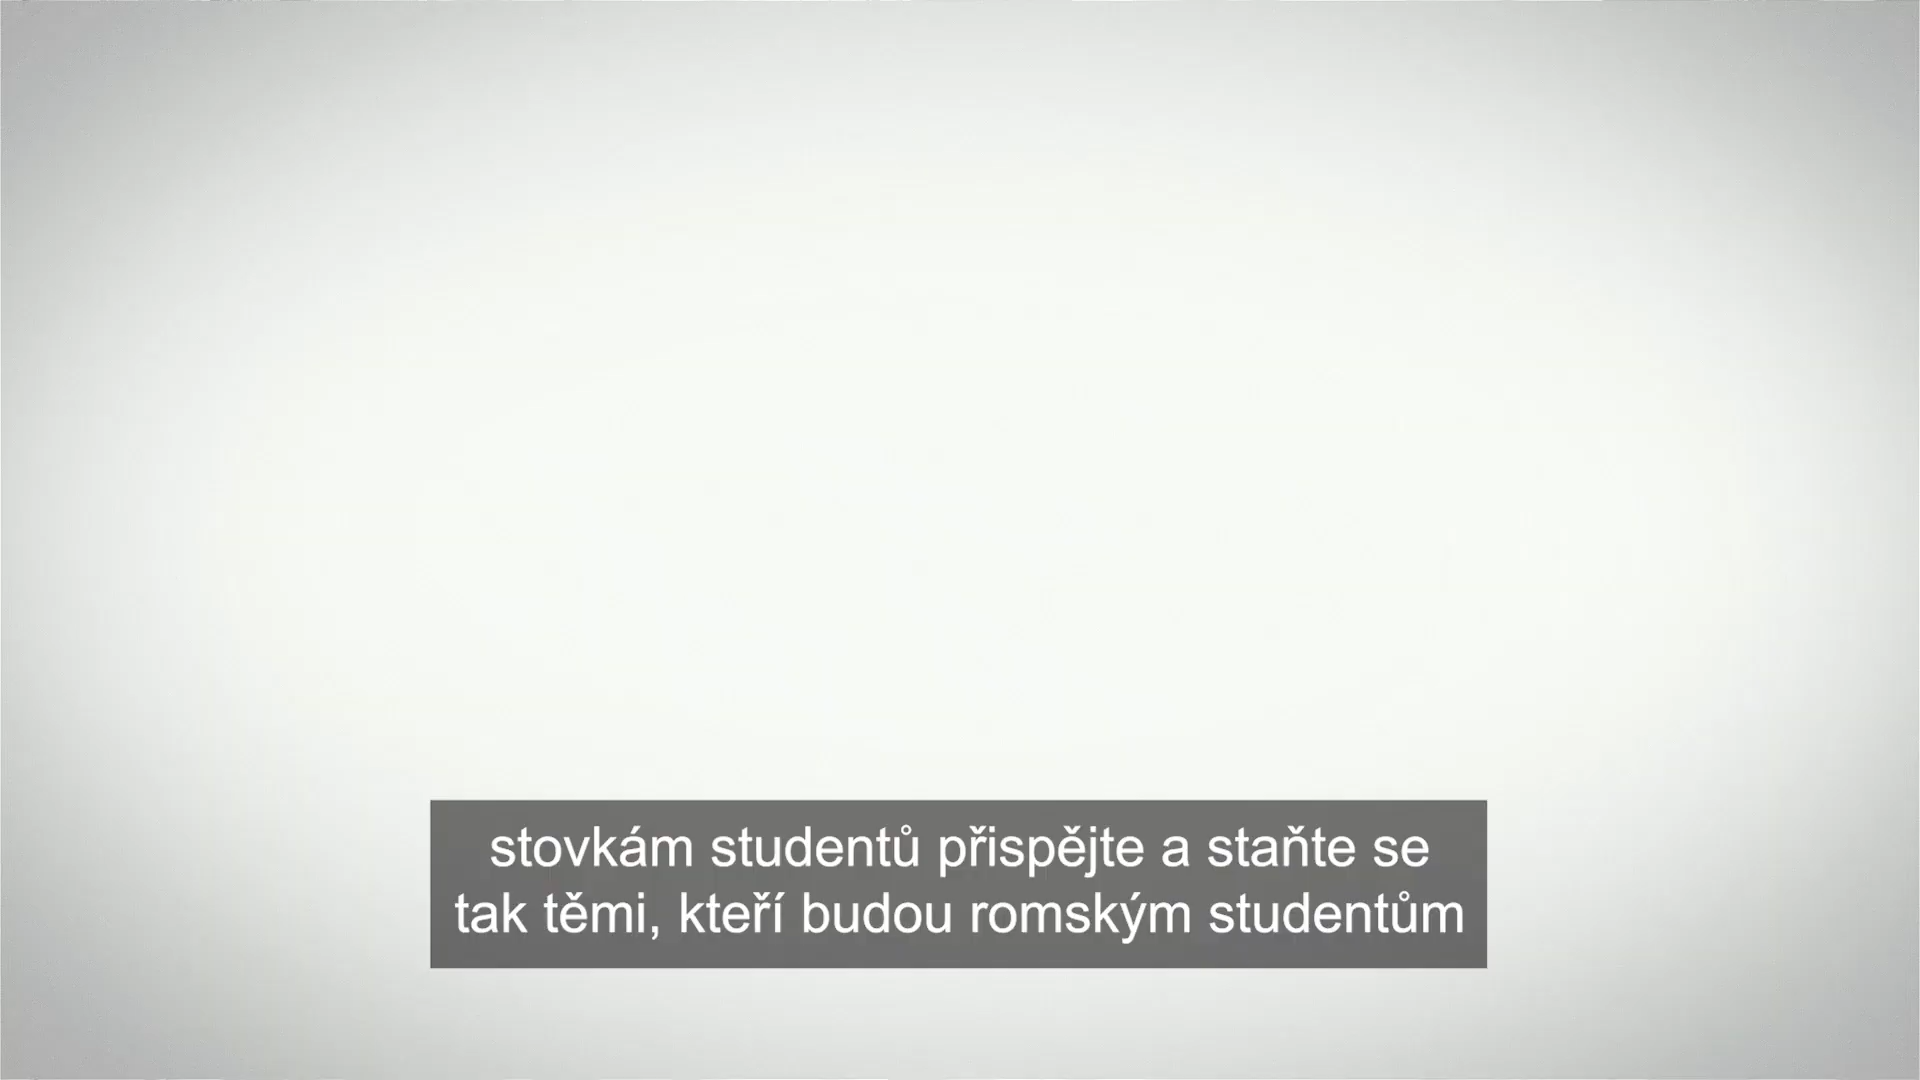 stovkám studentů přispějte a staňte se
tak těmi, kteří budou romským studentům